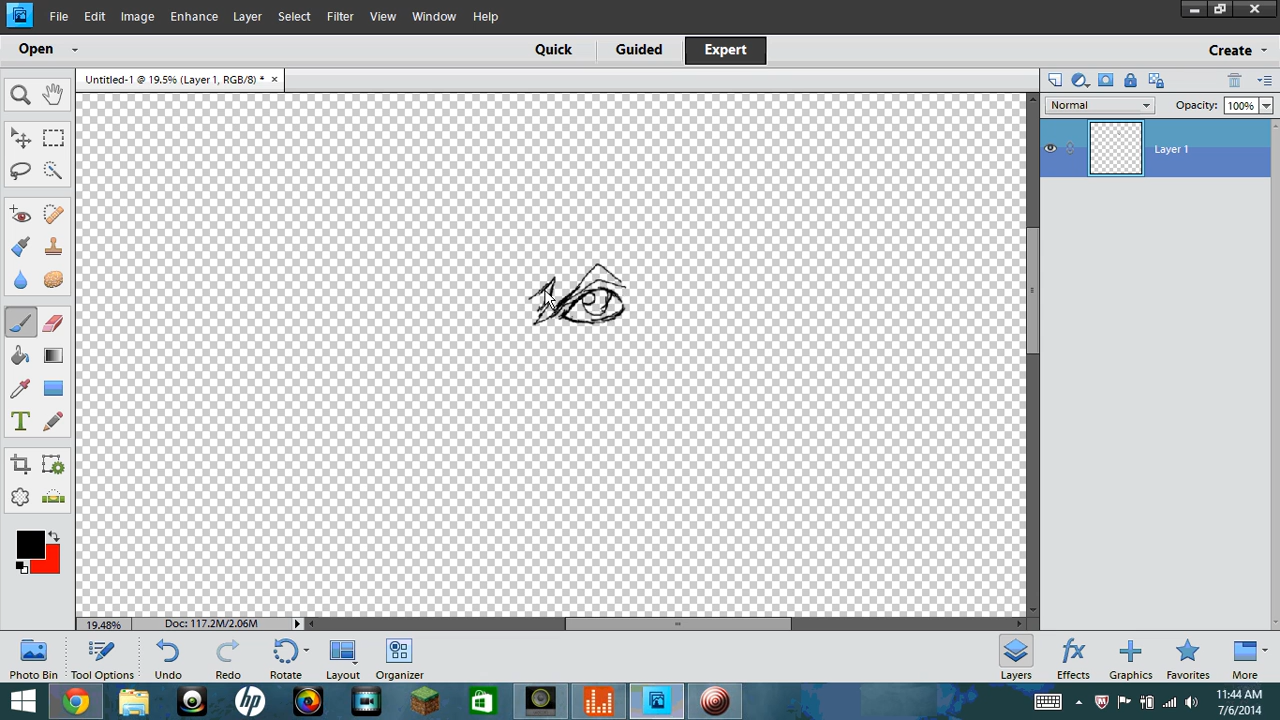 File Edit Image Enhance Layer Select Filter View Window Help
Open Quick Guided Expert Create
Untitled-1 @ 19.5% (Layer 1, RGB/8) * ×
Normal Opacity: 100%
Layer 1
T
19.48% Doc: 117.2M/2.06M
fx
Photo Bin Tool Options Undo Redo Rotate Layout Organizer Layers Effects Graphics Favorites More
hp
11:44 AM
7/6/2014